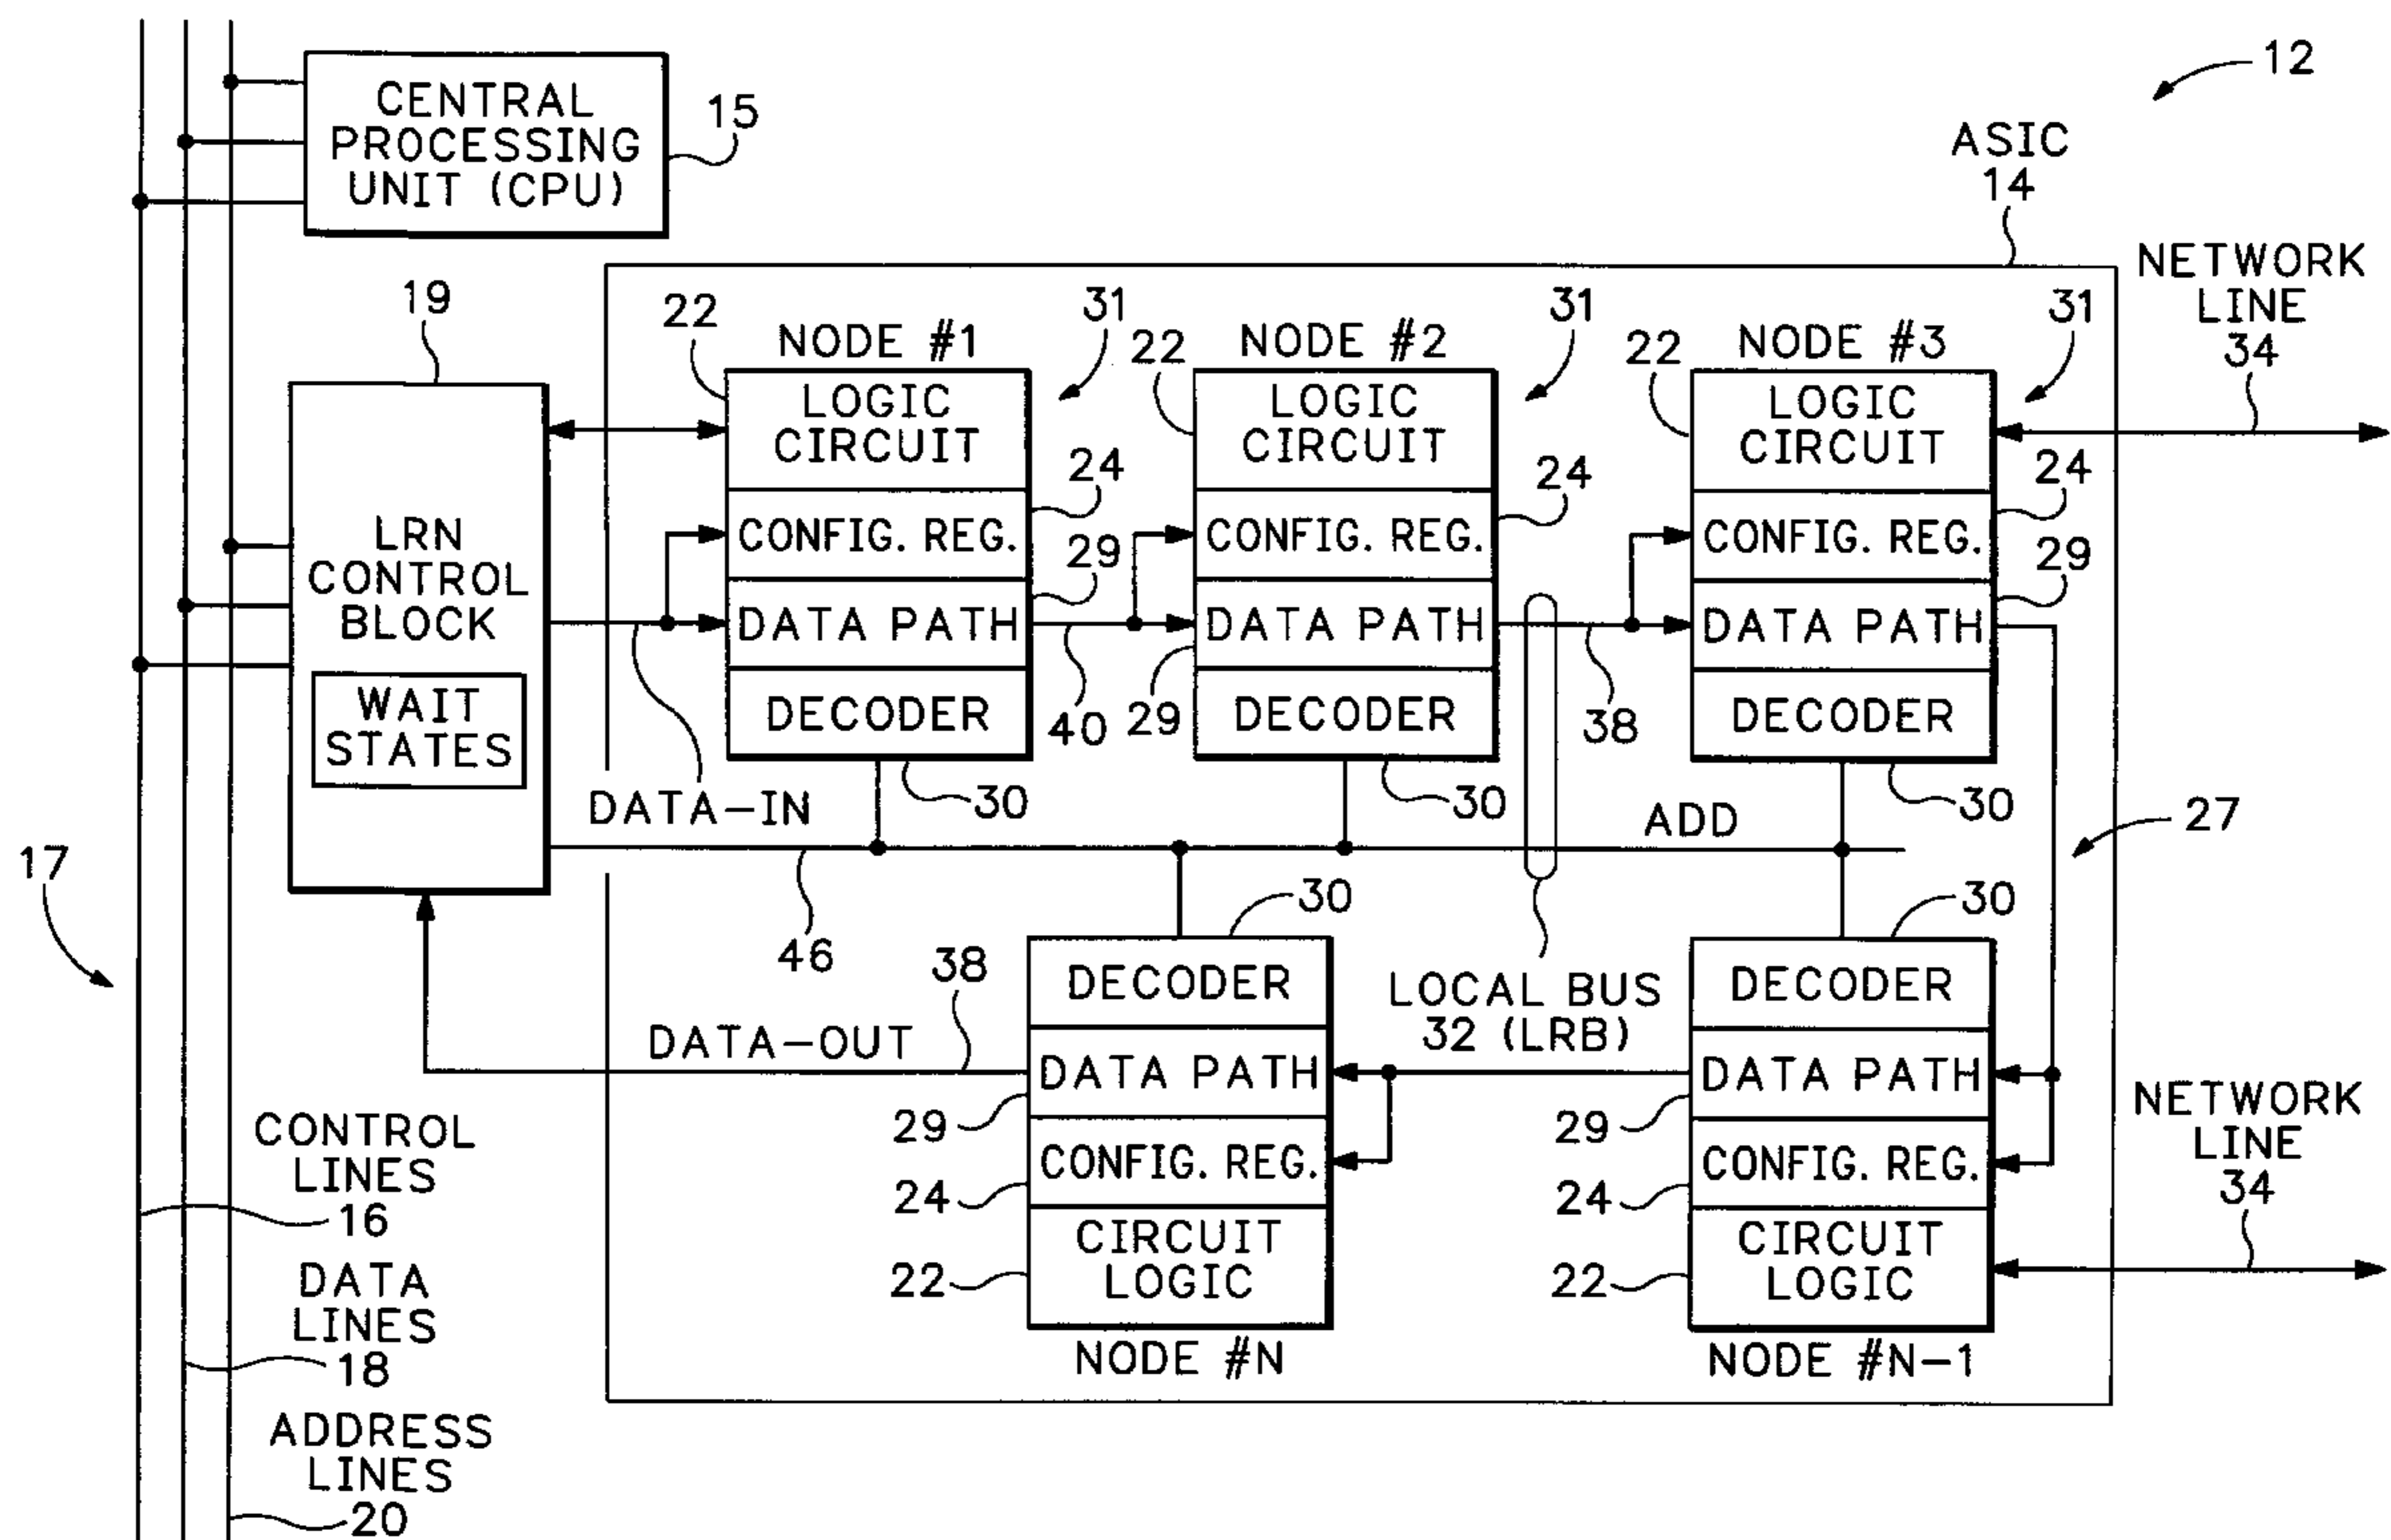 12
CENTRAL
PROCESSING
UNIT (CPU)
15
ASIC
14
NETWORK
LINE
34
19
22
NODE #1
31
22
NODE #2
31
22
NODE #3
31
LOGIC
CIRCUIT
LOGIC
CIRCUIT
LOGIC
CIRCUIT
24
24
24
CONFIG. REG.
CONFIG. REG.
CONFIG. REG.
29
29
LRN
CONTROL
BLOCK
DATA PATH
DATA PATH
DATA PATH
WAIT
STATES
DECODER
40
29
DECODER
38
DECODER
DATA-IN
30
30
ADD
30
27
17
46
30
30
38
DECODER
LOCAL BUS
32 (LRB)
DECODER
DATA-OUT
DATA PATH
DATA PATH
29
29
NETWORK
LINE
34
CONTROL
LINES
16
CONFIG. REG.
CONFIG. REG.
24
24
CIRCUIT
LOGIC
CIRCUIT
LOGIC
22
22
DATA
LINES
18
NODE #N
NODE #N-1
ADDRESS
LINES
20